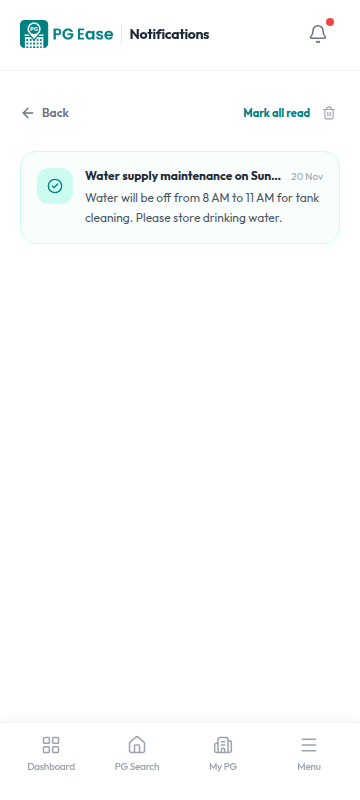 PG
PG Ease
Notifications
Back
Mark all read
Water supply maintenance on Sun... 20 Nov
Water will be off from 8 AM to 11 AM for tank
cleaning. Please store drinking water.
Dashboard
PG Search
My PG
Menu